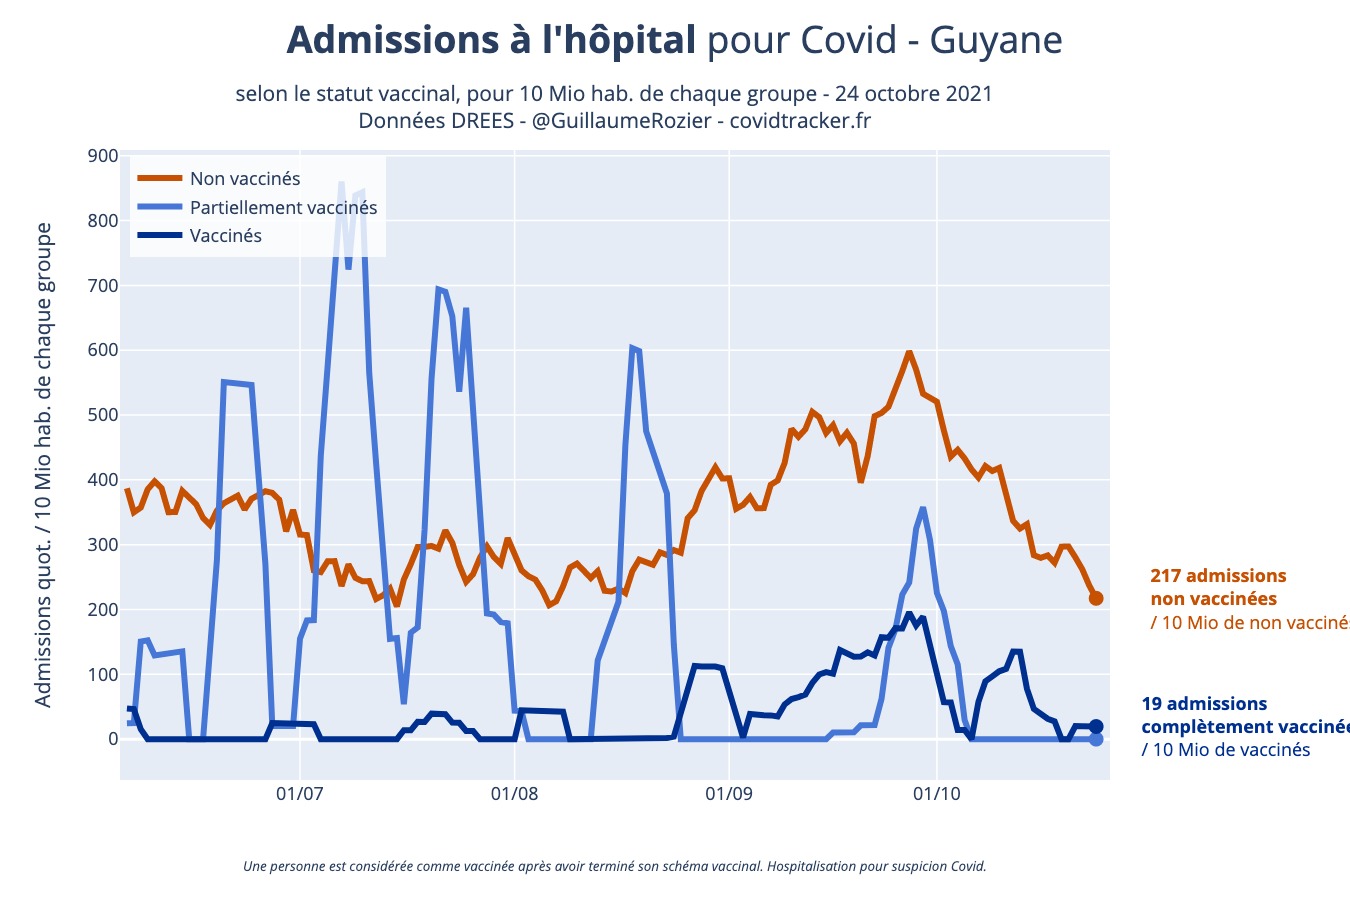 Admissions à l'hôpital pour Covid - Guyane
selon le statut vaccinal, pour 10 Mio hab. de chaque groupe - 24 octobre 2021
Données DREES - @GuillaumeRozier - covidtracker.fr
Admissions quot. / 10 Mio hab. de chaque groupe
900
800
700
600
500
400
300
200
100
0
Non vaccinés
Partiellement vaccinés
Vaccinés
217 admissions
non vaccinées
/ 10 Mio de non vaccinés
19 admissions
complètement vaccinée
/ 10 Mio de vaccinés
01/07
01/08
01/09
01/10
Une personne est considérée comme vaccinée après avoir terminé son schéma vaccinal. Hospitalisation pour suspicion Covid.